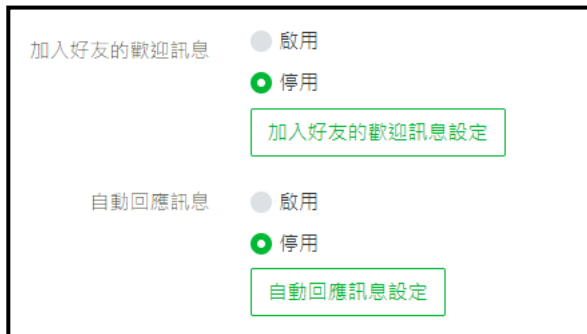 加入好友的歡迎訊息
啟用
停用
加入好友的歡迎訊息設定
自動回應訊息
啟用
停用
自動回應訊息設定